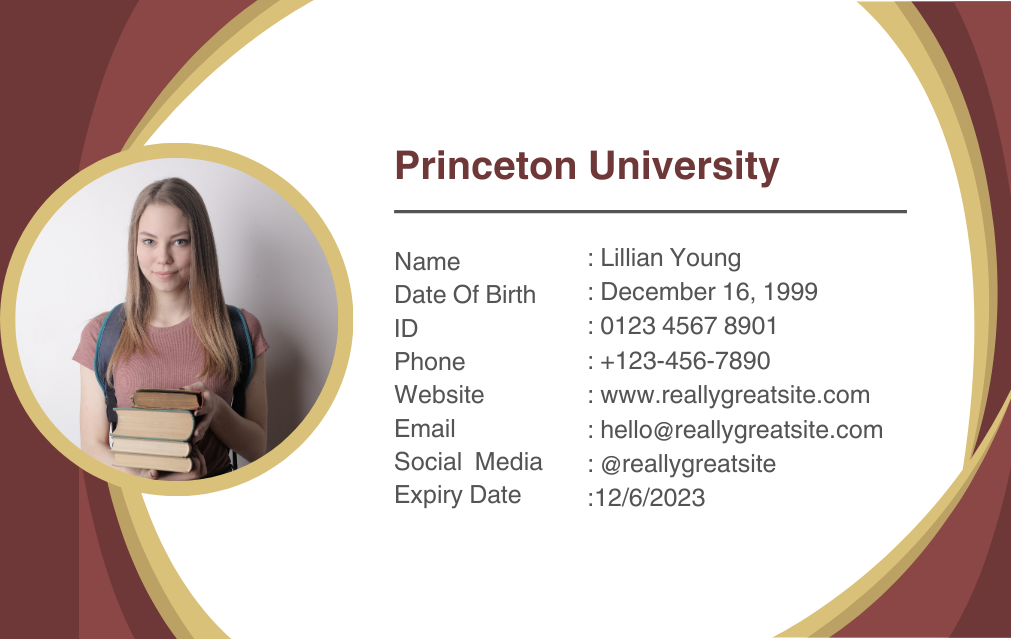 Princeton University
Name : Lillian Young
Date Of Birth : December 16, 1999
ID : 0123 4567 8901
Phone : +123-456-7890
Website : www.reallygreatsite.com
Email : hello@reallygreatsite.com
Social Media : @reallygreatsite
Expiry Date :12/6/2023